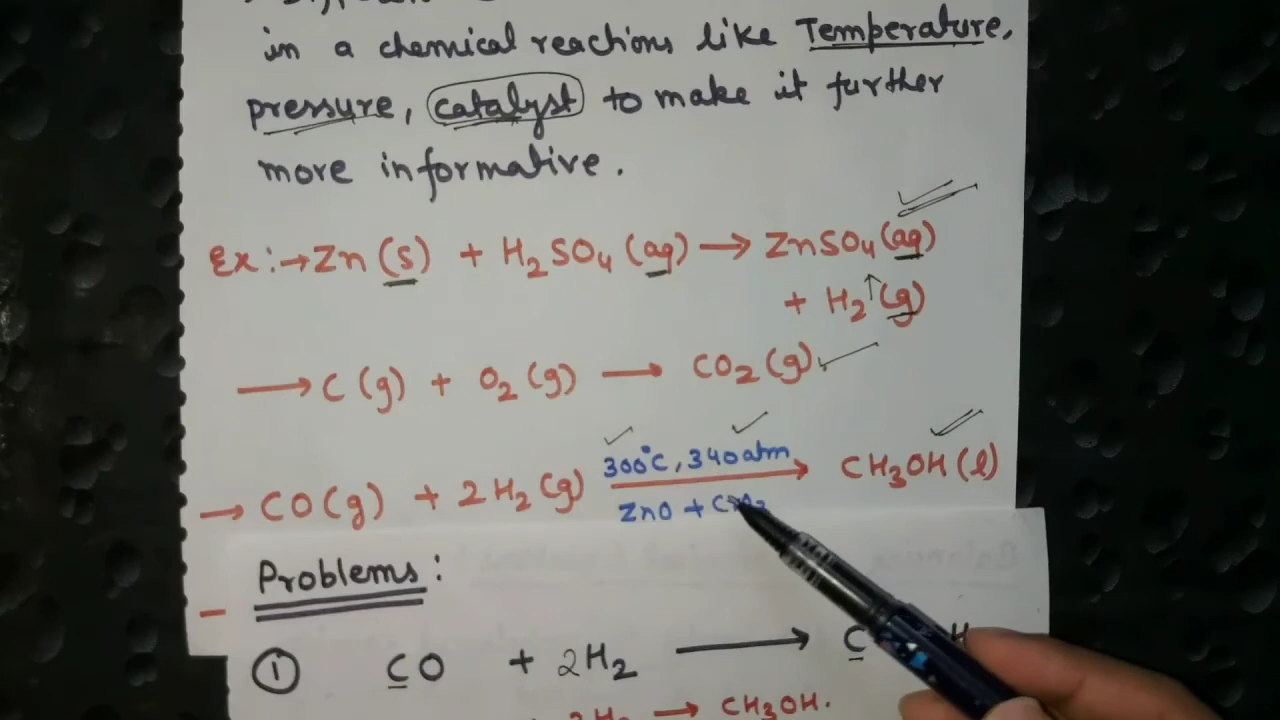 in a chemical reactions like Temperature,
pressure, catalyst to make it further
more informative.
Ex:→ Zn(s) + H2SO4(aq) → ZnSO4(aq)
+ H2↑(g)
→ C(g) + O2(g) → CO2(g)
300°C, 340atm
→ CO(g) + 2H2(g) → CH3OH(l)
ZnO +
Problems:
① CO + 2H2 → C
→ CH3OH.